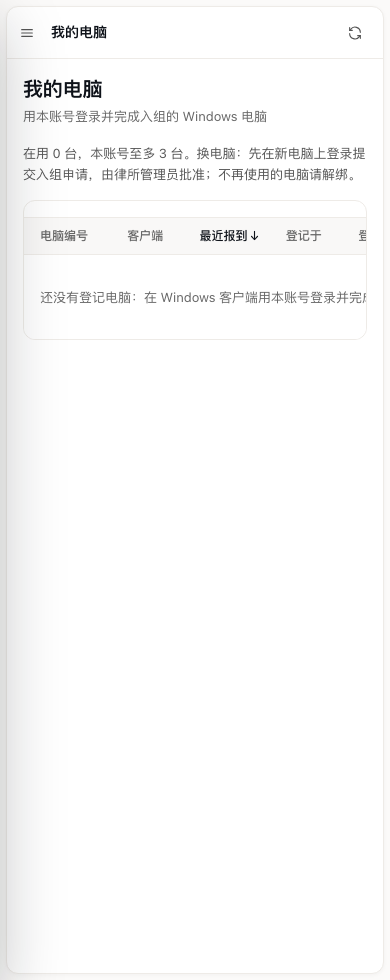 我的电脑
我的电脑
用本账号登录并完成入组的 Windows 电脑
在用 0 台，本账号至多 3 台。换电脑：先在新电脑上登录提
交入组申请，由律所管理员批准；不再使用的电脑请解绑。
电脑编号 客户端 最近报到↓ 登记于
还没有登记电脑：在 Windows 客户端用本账号登录并完